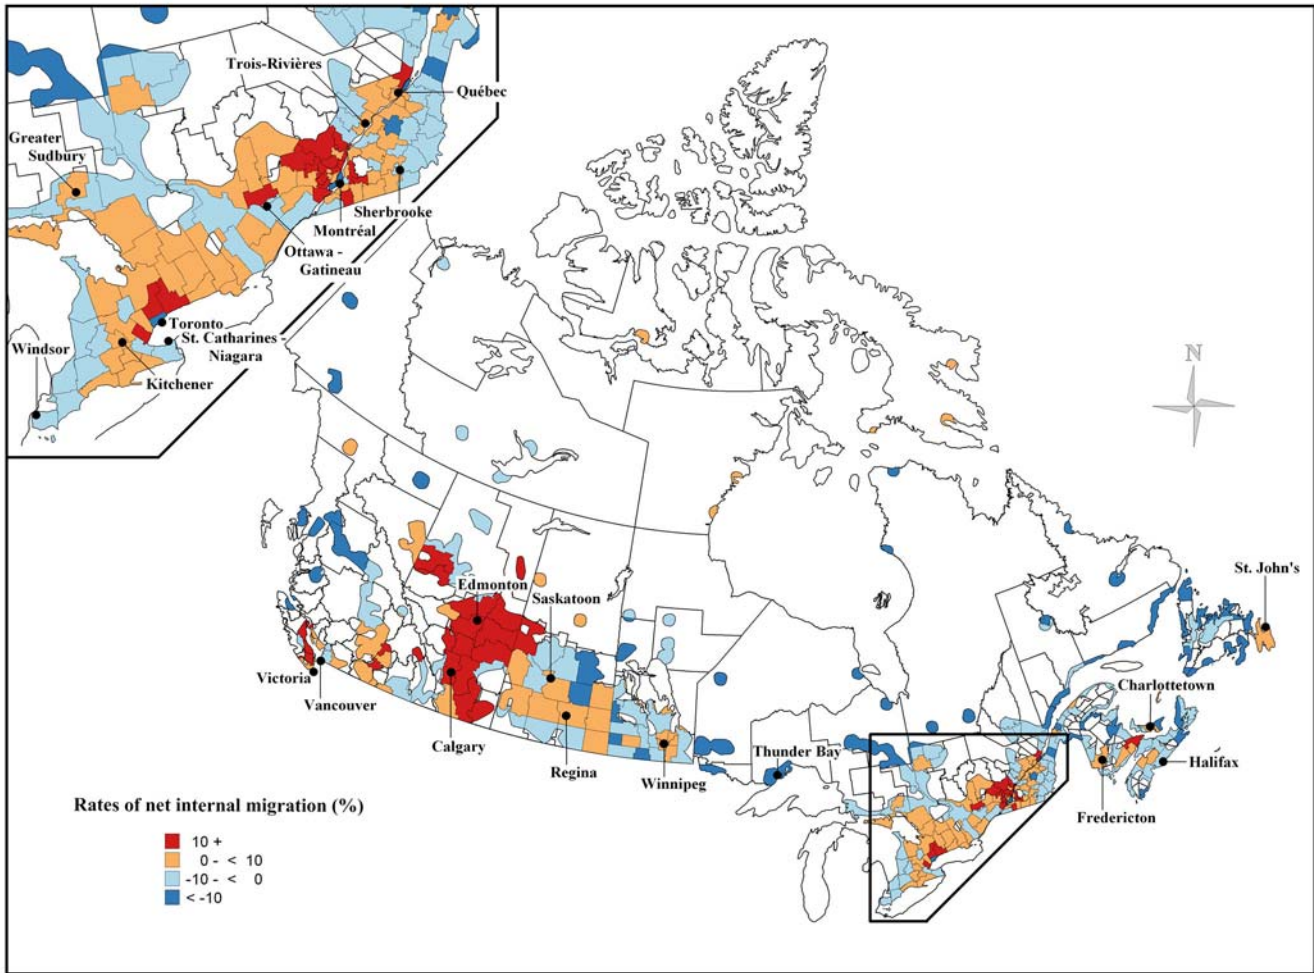 Trois-Rivières
Québec
Greater
Sudbury
Sherbrooke
Montréal
Ottawa -
Gatineau
Toronto
St. Catharines -
Niagara
Windsor
Kitchener
N
Edmonton
Saskatoon
St. John's
Victoria
Vancouver
Charlottetown
Calgary
Regina
Winnipeg
Thunder Bay
Halifax
Fredericton
Rates of net internal migration (%)
10 +
0 - < 10
-10 - < 0
< -10